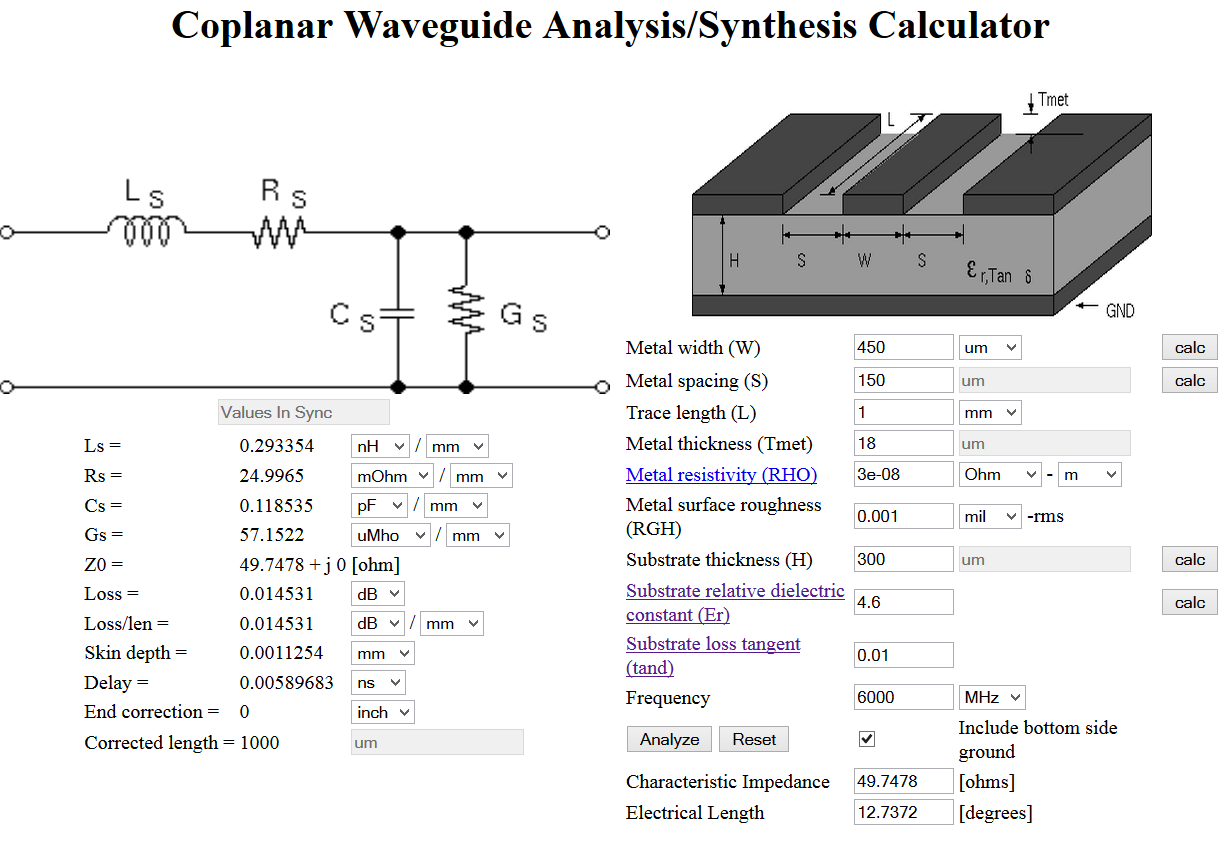 Coplanar Waveguide Analysis/Synthesis Calculator
L S
R S
C S
G S
Tmet
L
H
S
W
S
ε r,Tan δ
GND
Values In Sync
Ls = 0.293354 nH / mm
Rs = 24.9965 mOhm / mm
Cs = 0.118535 pF / mm
Gs = 57.1522 uMho / mm
Z0 = 49.7478 + j 0 [ohm]
Loss = 0.014531 dB
Loss/len = 0.014531 dB / mm
Skin depth = 0.0011254 mm
Delay = 0.00589683 ns
End correction = 0 inch
Corrected length = 1000 um
Metal width (W) 450 um calc
Metal spacing (S) 150 um calc
Trace length (L) 1 mm
Metal thickness (Tmet) 18 um
Metal resistivity (RHO) 3e-08 Ohm - m
Metal surface roughness
(RGH) 0.001 mil -rms
Substrate thickness (H) 300 um calc
Substrate relative dielectric
constant (Er) 4.6 calc
Substrate loss tangent
(tand) 0.01
Frequency 6000 MHz
Analyze Reset Include bottom side
ground
Characteristic Impedance 49.7478 [ohms]
Electrical Length 12.7372 [degrees]